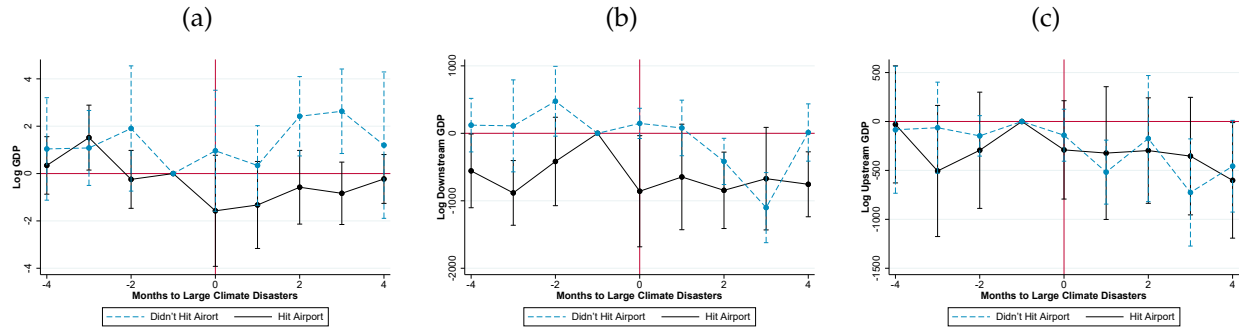 (a)
Log GDP
4
2
0
-2
-4
-4 -2 0 2 4
Months to Large Climate Disasters
Didn't Hit Airort Hit Airport
(b)
Log Downstream GDP
1000
0
-1000
-2000
-4 -2 0 2 4
Months to Large Climate Disasters
Didn't Hit Airport Hit Airport
(c)
Log Upstream GDP
500
0
-500
-1000
-1500
-4 -2 0 2 4
Months to Large Climate Disasters
Didn't Hit Airport Hit Airport